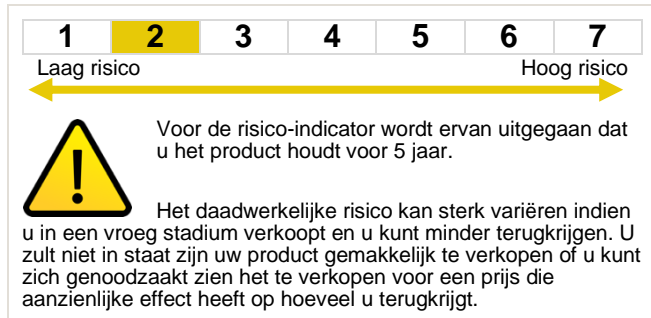 1 2 3 4 5 6 7
Laag risico Hoog risico
Voor de risico-indicator wordt ervan uitgegaan dat
u het product houdt voor 5 jaar.
Het daadwerkelijke risico kan sterk variëren indien
u in een vroeg stadium verkoopt en u kunt minder terugkrijgen. U
zult niet in staat zijn uw product gemakkelijk te verkopen of u kunt
zich genoodzaakt zien het te verkopen voor een prijs die
aanzienlijke effect heeft op hoeveel u terugkrijgt.